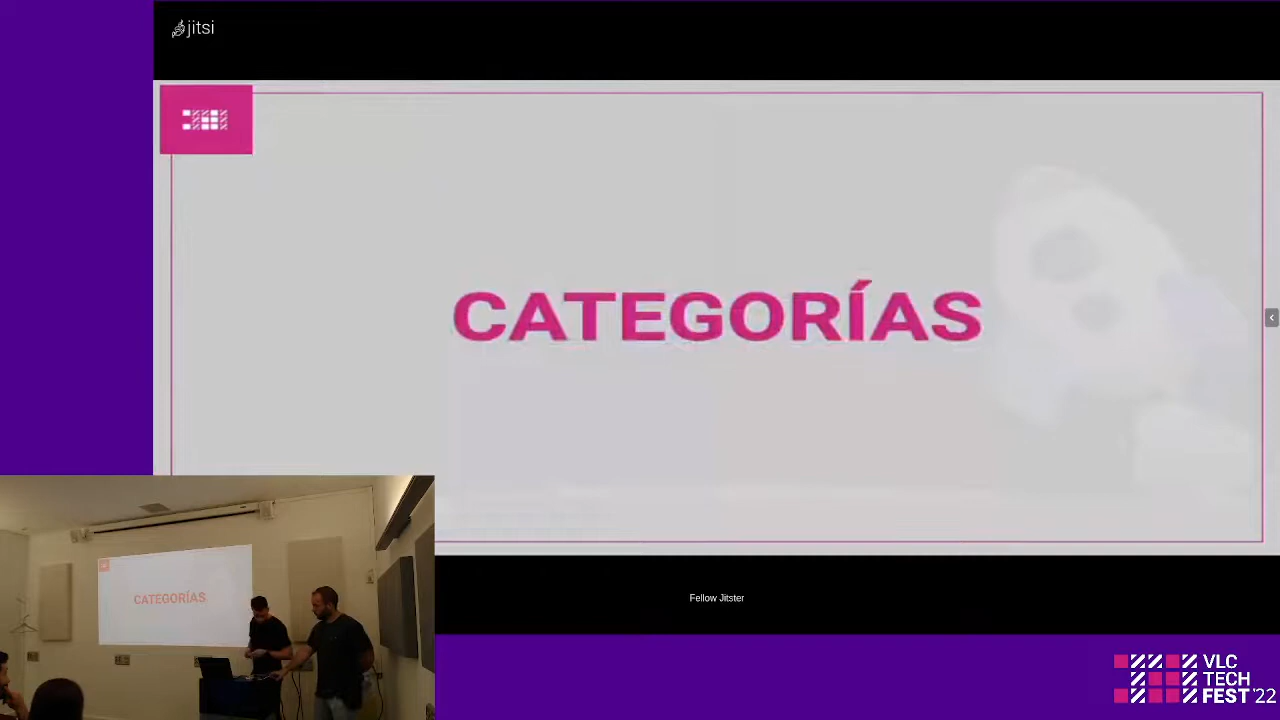 jitsi
CATEGORÍAS
CATEGORÍAS
Fellow Jitster
VLC
TECH
FEST'22